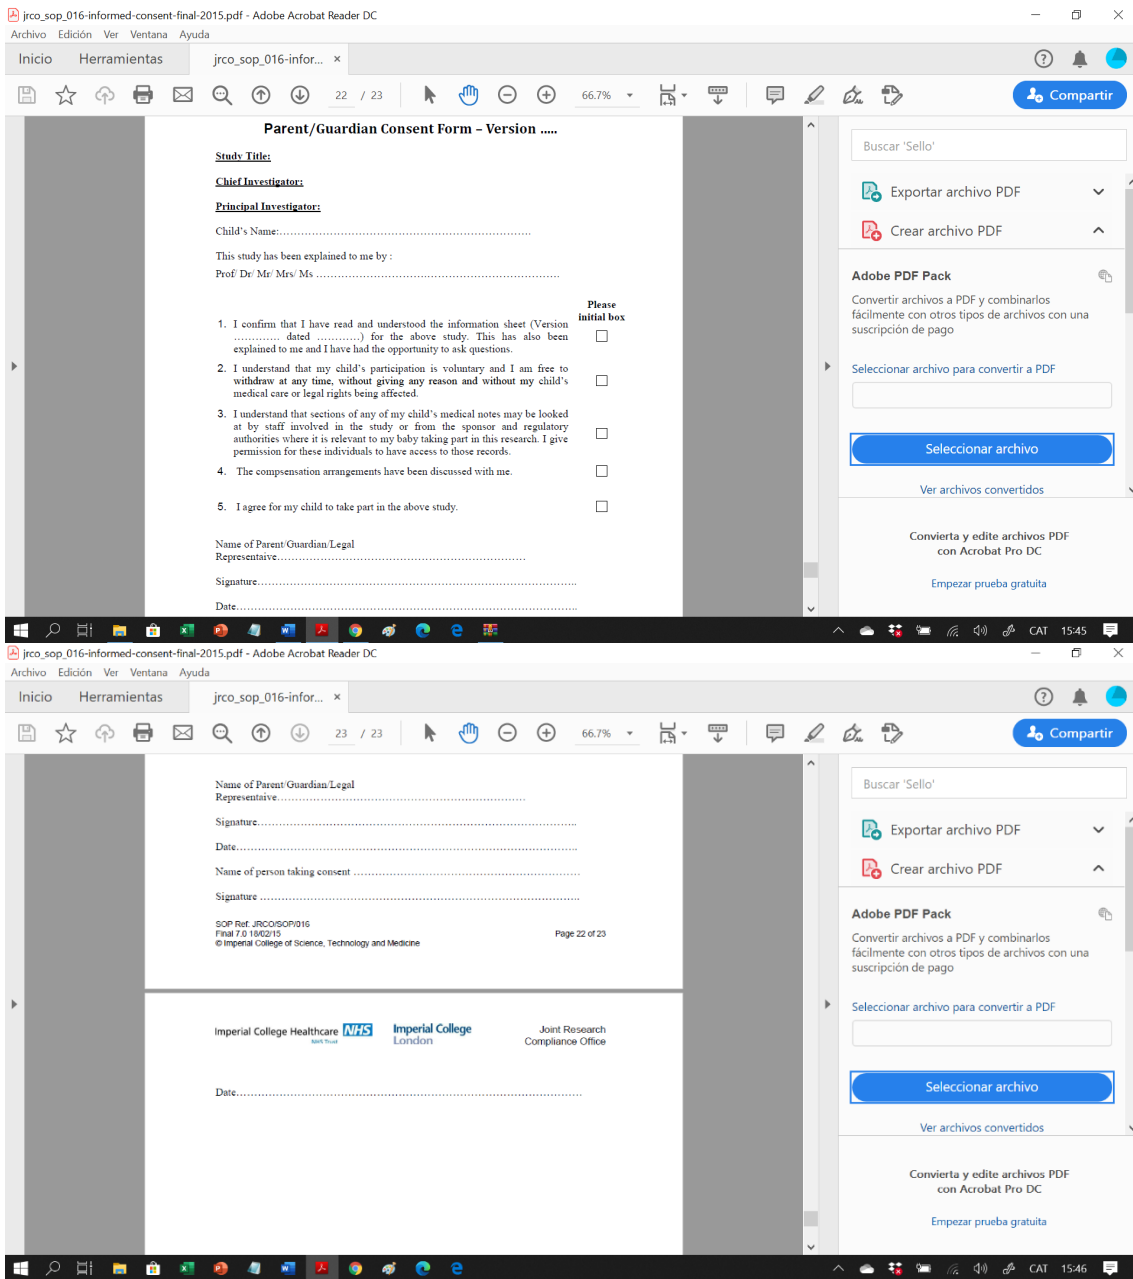 jrco_sop_016-informed-consent-final-2015.pdf - Adobe Acrobat Reader DC
Archivo Edición Ver Ventana Ayuda
Inicio Herramientas jrco_sop_016-infor... ×
22 / 23 66.7% Compartir
Parent/Guardian Consent Form – Version .....
Study Title:
Chief Investigator:
Principal Investigator:
Child's Name:……………………………………………………………
This study has been explained to me by :
Prof/ Dr/ Mr/ Mrs/ Ms …………………………………………………………
Please
initial box
1. I confirm that I have read and understood the information sheet (Version
………… dated …………) for the above study. This has also been
explained to me and I have had the opportunity to ask questions.
2. I understand that my child's participation is voluntary and I am free to
withdraw at any time, without giving any reason and without my child's
medical care or legal rights being affected.
3. I understand that sections of any of my child's medical notes may be looked
at by staff involved in the study or from the sponsor and regulatory
authorities where it is relevant to my baby taking part in this research. I give
permission for these individuals to have access to those records.
4. The compensation arrangements have been discussed with me.
5. I agree for my child to take part in the above study.
Name of Parent/Guardian/Legal
Representaive……………………………………………………………
Signature……………………………………………………………………………..
Date…………………………………………………………………………………..
Buscar 'Sello'
Exportar archivo PDF
Crear archivo PDF
Adobe PDF Pack
Convertir archivos a PDF y combinarlos
fácilmente con otros tipos de archivos con una
suscripción de pago
Seleccionar archivo para convertir a PDF
Seleccionar archivo
Ver archivos convertidos
Convierta y edite archivos PDF
con Acrobat Pro DC
Empezar prueba gratuita
CAT 15:45
jrco_sop_016-informed-consent-final-2015.pdf - Adobe Acrobat Reader DC
Archivo Edición Ver Ventana Ayuda
Inicio Herramientas jrco_sop_016-infor... ×
23 / 23 66.7% Compartir
Name of Parent/Guardian/Legal
Representaive……………………………………………………………
Signature……………………………………………………………………………..
Date…………………………………………………………………………………..
Name of person taking consent ………………………………………………………
Signature …………………………………………………………………………….
SOP Ref: JRCO/SOP/016
Final 7.0 18/02/15 Page 22 of 23
© Imperial College of Science, Technology and Medicine
Imperial College Healthcare NHS
NHS Trust
Imperial College
London
Joint Research
Compliance Office
Date……………………………………………………………………………………
Buscar 'Sello'
Exportar archivo PDF
Crear archivo PDF
Adobe PDF Pack
Convertir archivos a PDF y combinarlos
fácilmente con otros tipos de archivos con una
suscripción de pago
Seleccionar archivo para convertir a PDF
Seleccionar archivo
Ver archivos convertidos
Convierta y edite archivos PDF
con Acrobat Pro DC
Empezar prueba gratuita
CAT 15:46